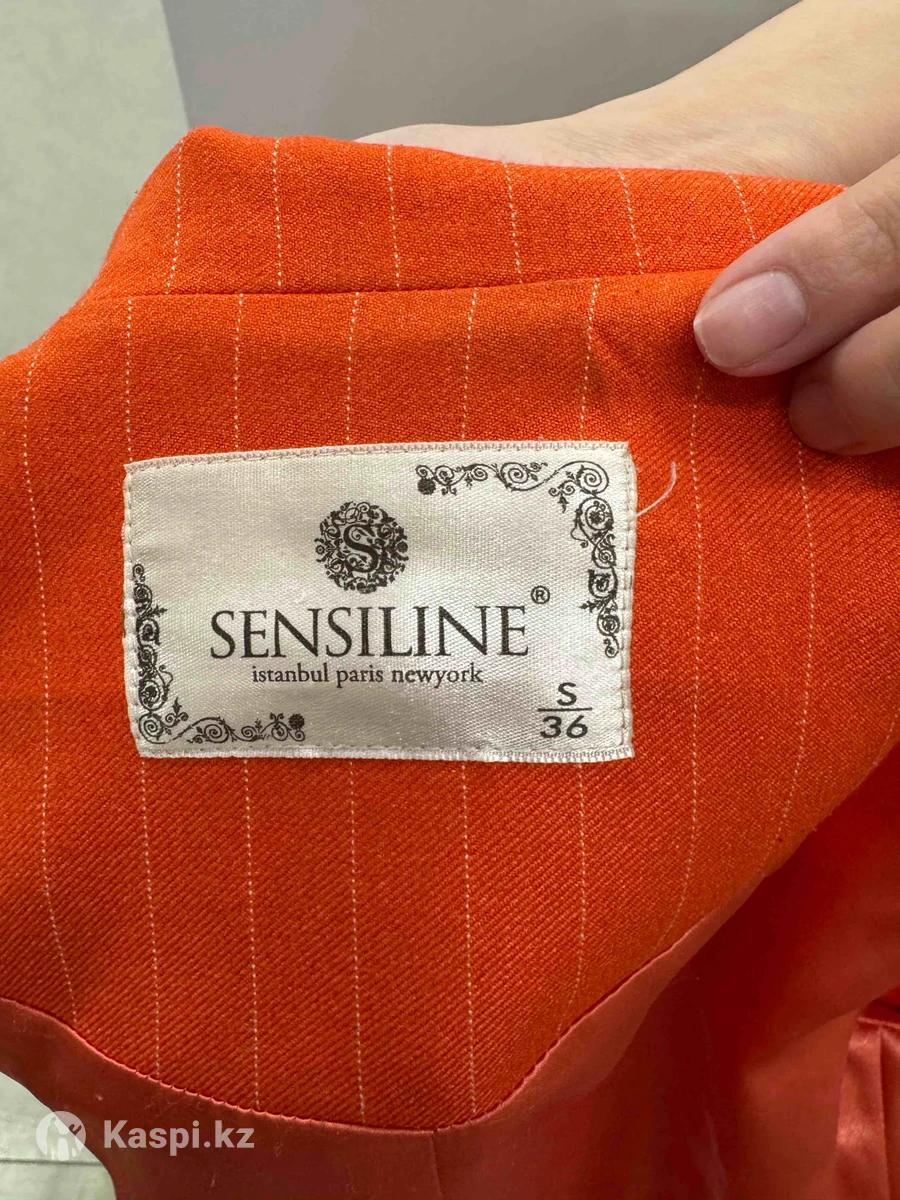 S
SENSILINE®
istanbul paris newyork
S
36
Kaspi.kz